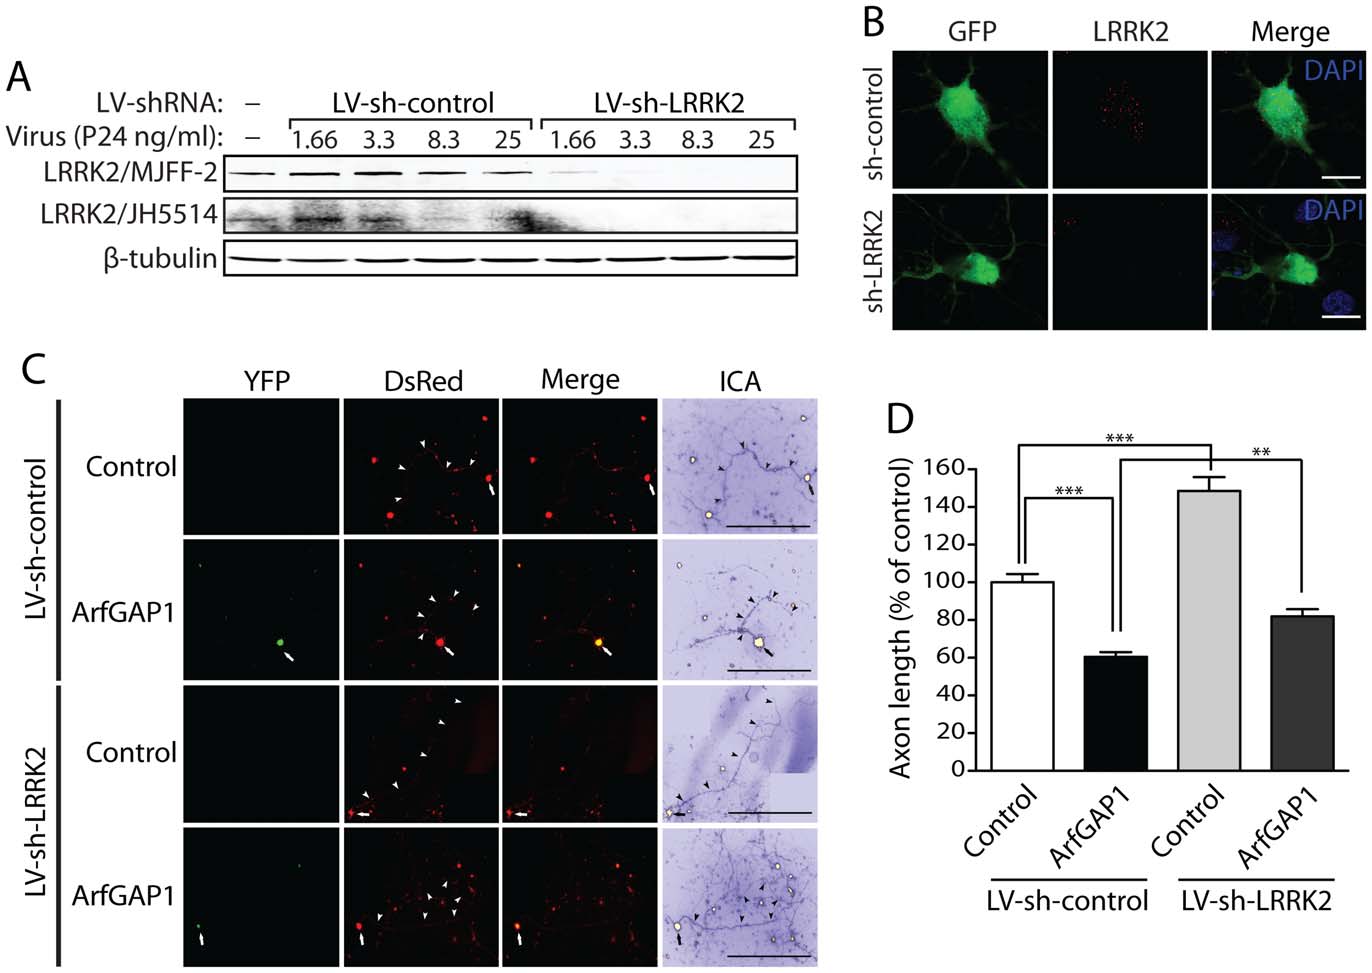 A
LV-shRNA: – LV-sh-control LV-sh-LRRK2
Virus (P24 ng/ml): – 1.66 3.3 8.3 25 1.66 3.3 8.3 25
LRRK2/MJFF-2
LRRK2/JH5514
β-tubulin
B
GFP LRRK2 Merge
sh-control
DAPI
sh-LRRK2
DAPI
C
YFP DsRed Merge ICA
LV-sh-control
Control
ArfGAP1
LV-sh-LRRK2
Control
ArfGAP1
D
Axon length (% of control)
160
140
120
100
80
60
40
20
0
***
***
**
Control ArfGAP1 Control ArfGAP1
LV-sh-control LV-sh-LRRK2